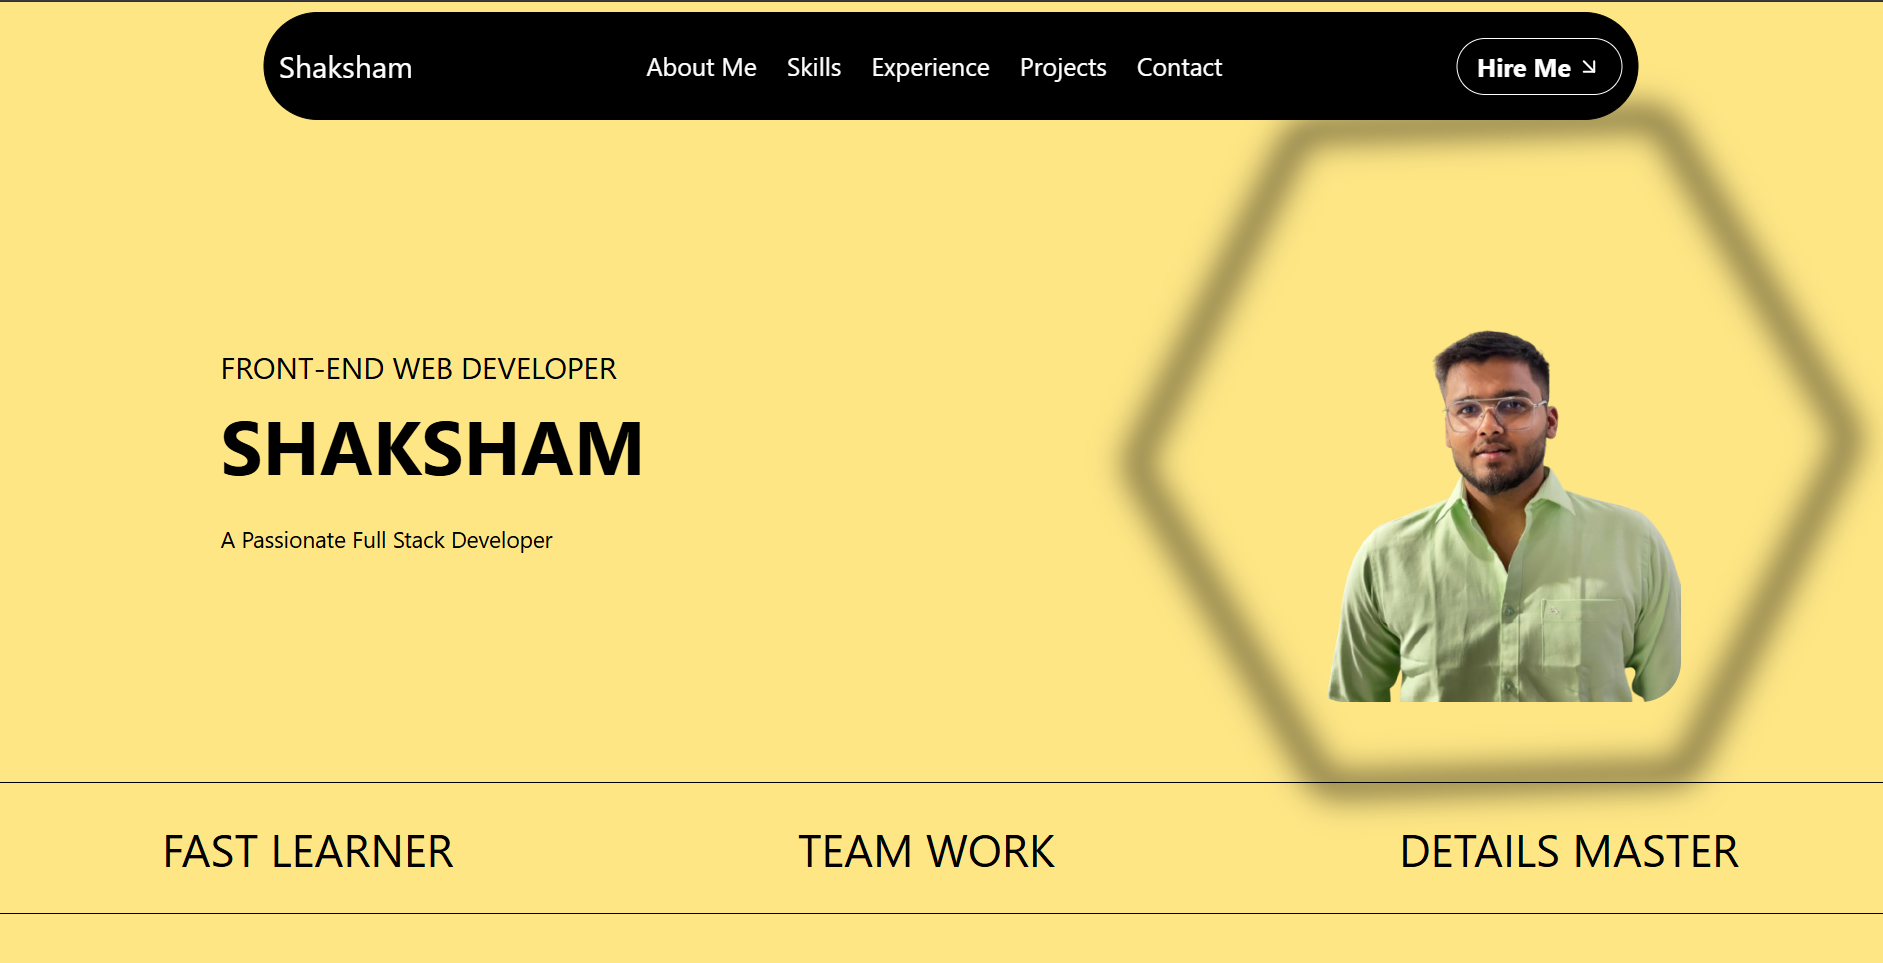 Shaksham
About Me Skills Experience Projects Contact
Hire Me
FRONT-END WEB DEVELOPER
SHAKSHAM
A Passionate Full Stack Developer
FAST LEARNER
TEAM WORK
DETAILS MASTER